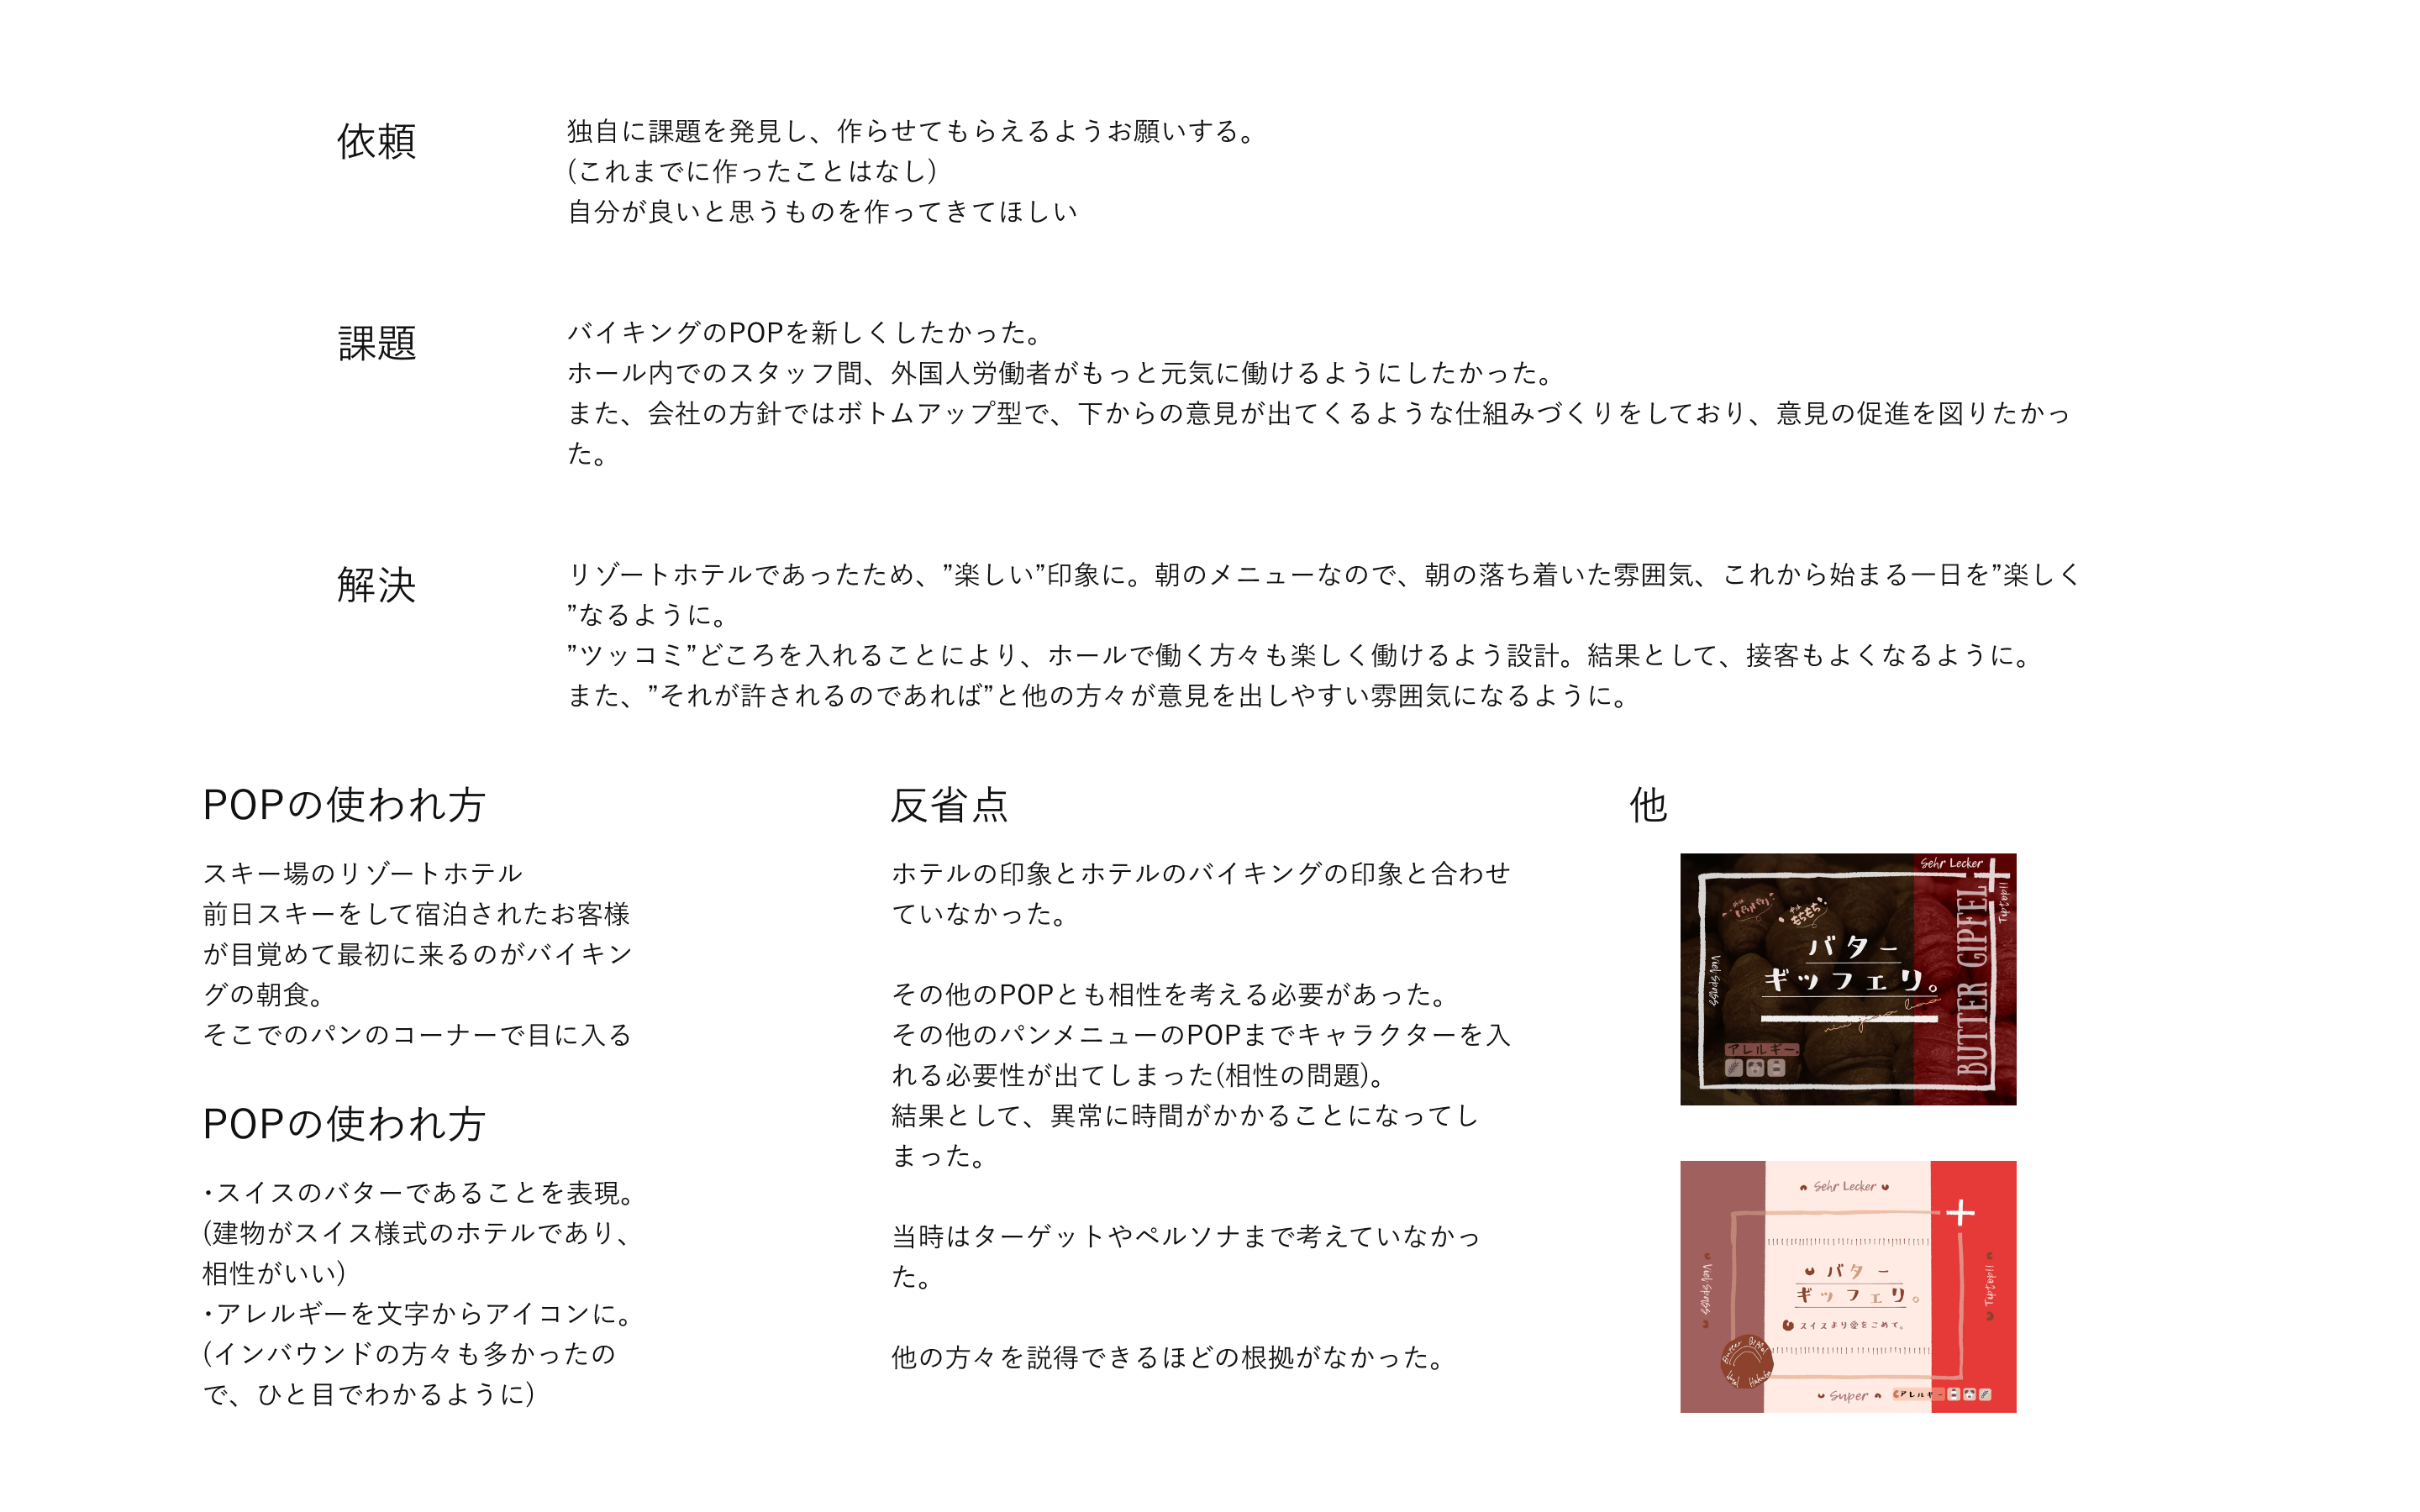 依頼
独自に課題を発見し、作らせてもらえるようお願いする。
(これまでに作ったことはなし)
自分が良いと思うものを作ってきてほしい
課題
バイキングのPOPを新しくしたかった。
ホール内でのスタッフ間、外国人労働者がもっと元気に働けるようにしたかった。
また、会社の方針ではボトムアップ型で、下からの意見が出てくるような仕組みづくりをしており、意見の促進を図りたかっ
た。
解決
リゾートホテルであったため、”楽しい”印象に。朝のメニューなので、朝の落ち着いた雰囲気、これから始まる一日を”楽しく
”なるように。
”ツッコミ”どころを入れることにより、ホールで働く方々も楽しく働けるよう設計。結果として、接客もよくなるように。
また、”それが許されるのであれば”と他の方々が意見を出しやすい雰囲気になるように。
POPの使われ方
スキー場のリゾートホテル
前日スキーをして宿泊されたお客様
が目覚めて最初に来るのがバイキン
グの朝食。
そこでのパンのコーナーで目に入る
POPの使われ方
・スイスのバターであることを表現。
(建物がスイス様式のホテルであり、
相性がいい)
・アレルギーを文字からアイコンに。
(インバウンドの方々も多かったの
で、ひと目でわかるように)
反省点
ホテルの印象とホテルのバイキングの印象と合わせ
ていなかった。
その他のPOPとも相性を考える必要があった。
その他のパンメニューのPOPまでキャラクターを入
れる必要性が出てしまった(相性の問題)。
結果として、異常に時間がかかることになってし
まった。
当時はターゲットやペルソナまで考えていなかっ
た。
他の方々を説得できるほどの根拠がなかった。
他
Sehr Lecker
Tiptopi!
もちもち
バター
ギッフェリ。
BUTTER GIPFEL
Viel Spass
アレルギー
Sehr Lecker
バター
ギッフェリ。
スイスより愛をこめて。
Viel Spass
Tiptopi!
Super
アレルギー